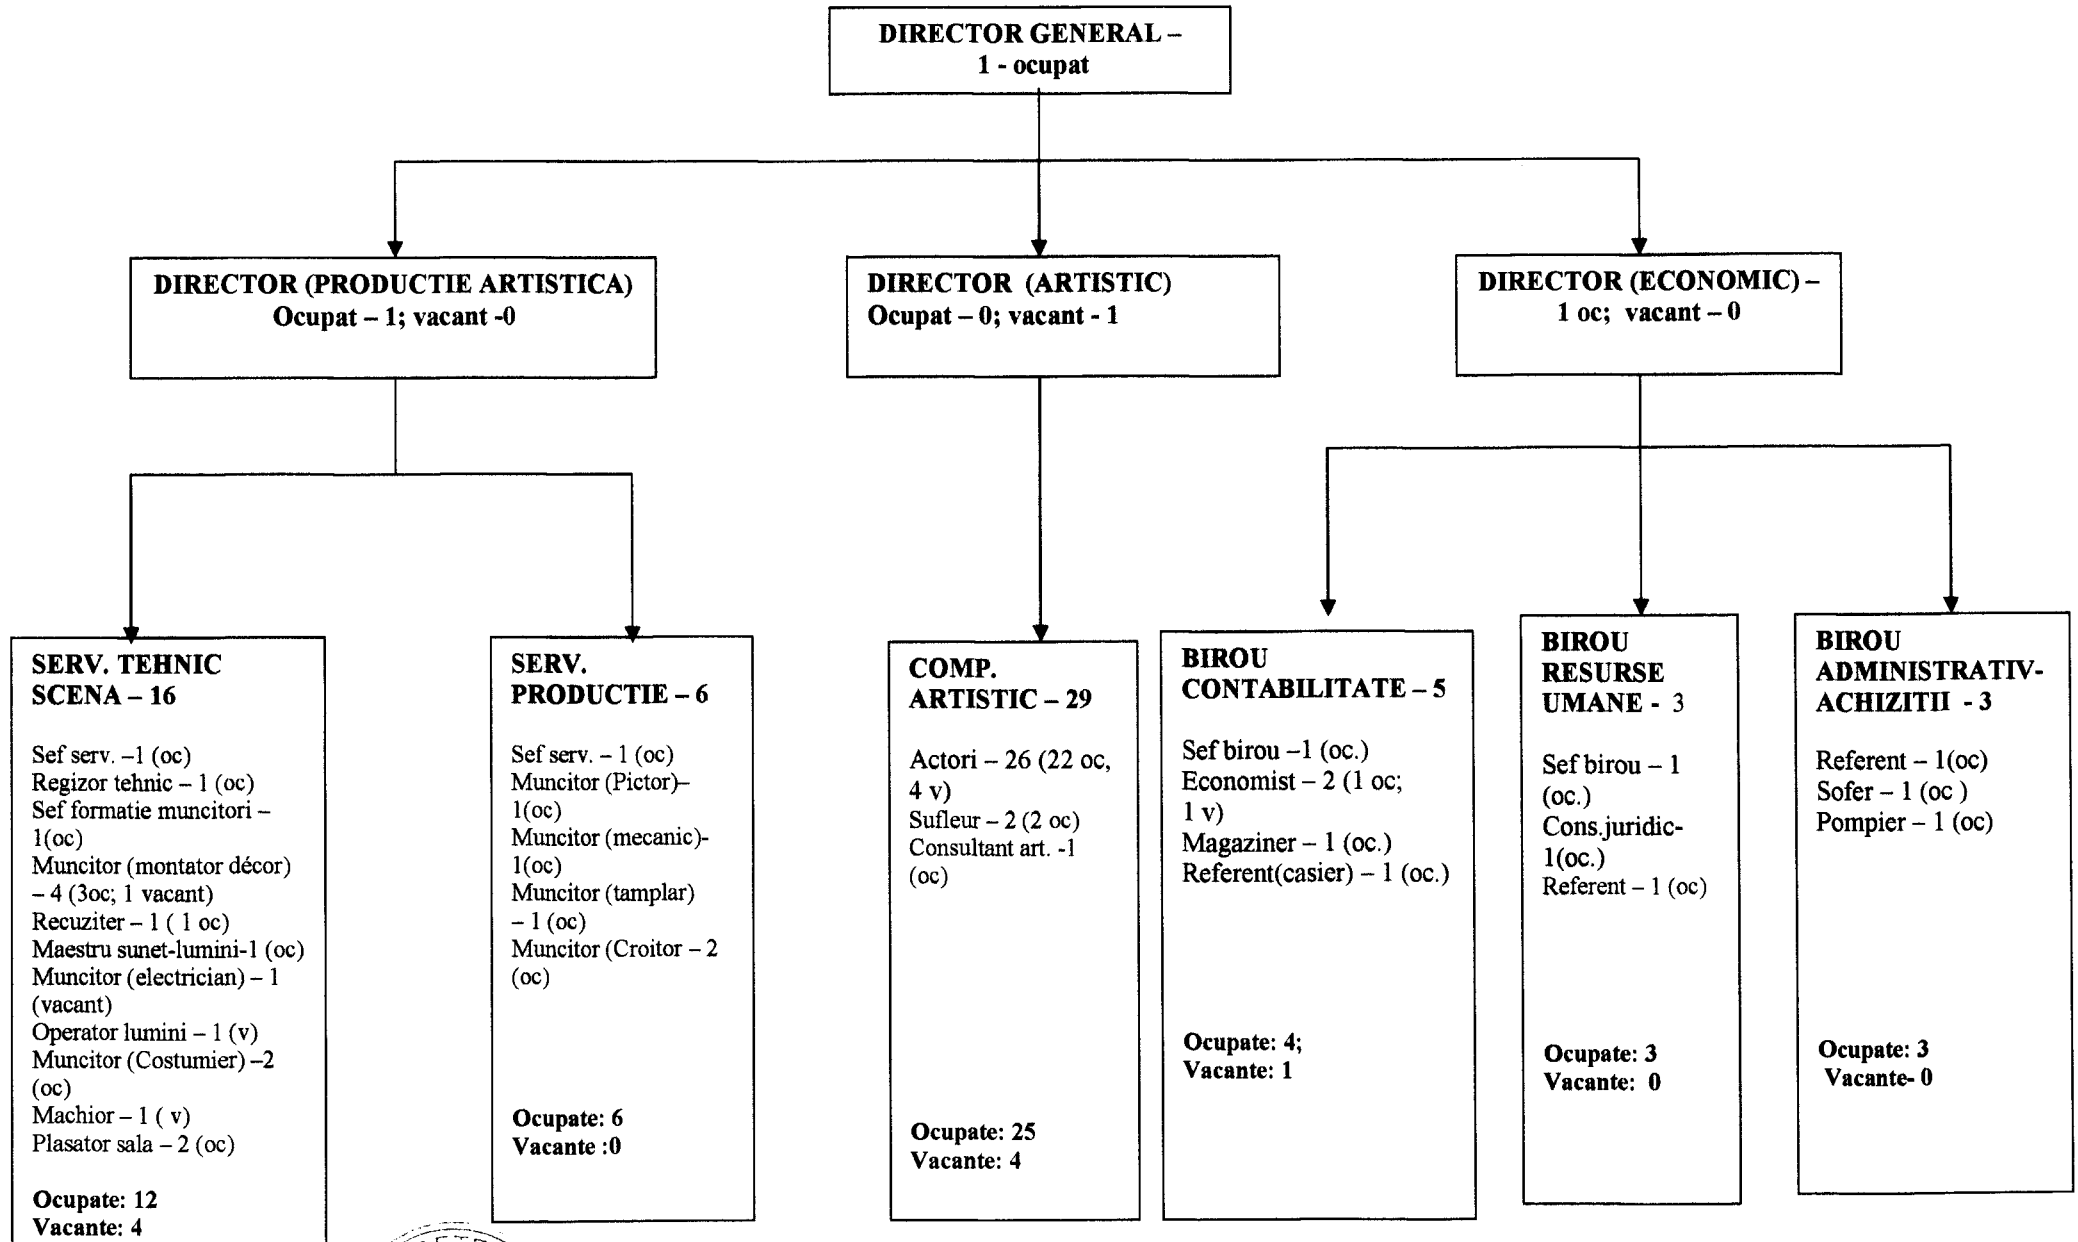 DIRECTOR GENERAL –
1 - ocupat
DIRECTOR (PRODUCTIE ARTISTICA)
Ocupat – 1; vacant -0
DIRECTOR (ARTISTIC)
Ocupat – 0; vacant - 1
DIRECTOR (ECONOMIC) –
1 oc; vacant – 0
SERV. TEHNIC
SCENA – 16
Sef serv. –1 (oc)
Regizor tehnic – 1 (oc)
Sef formatie muncitori –
1(oc)
Muncitor (montator décor)
– 4 (3oc; 1 vacant)
Recuziter – 1 ( 1 oc)
Maestru sunet-lumini-1 (oc)
Muncitor (electrician) – 1
(vacant)
Operator lumini – 1 (v)
Muncitor (Costumier) –2
(oc)
Machior – 1 ( v)
Plasator sala – 2 (oc)
Ocupate: 12
Vacante: 4
SERV.
PRODUCTIE – 6
Sef serv. – 1 (oc)
Muncitor (Pictor)–
1(oc)
Muncitor (mecanic)-
1(oc)
Muncitor (tamplar)
– 1 (oc)
Muncitor (Croitor – 2
(oc)
Ocupate: 6
Vacante :0
COMP.
ARTISTIC – 29
Actori – 26 (22 oc,
4 v)
Sufleur – 2 (2 oc)
Consultant art. -1
(oc)
Ocupate: 25
Vacante: 4
BIROU
CONTABILITATE – 5
Sef birou –1 (oc.)
Economist – 2 (1 oc;
1 v)
Magaziner – 1 (oc.)
Referent(casier) – 1 (oc.)
Ocupate: 4;
Vacante: 1
BIROU
RESURSE
UMANE - 3
Sef birou – 1
(oc.)
Cons.juridic-
1(oc.)
Referent – 1 (oc)
Ocupate: 3
Vacante: 0
BIROU
ADMINISTRATIV-
ACHIZITII - 3
Referent – 1(oc)
Sofer – 1 (oc )
Pompier – 1 (oc)
Ocupate: 3
Vacante- 0